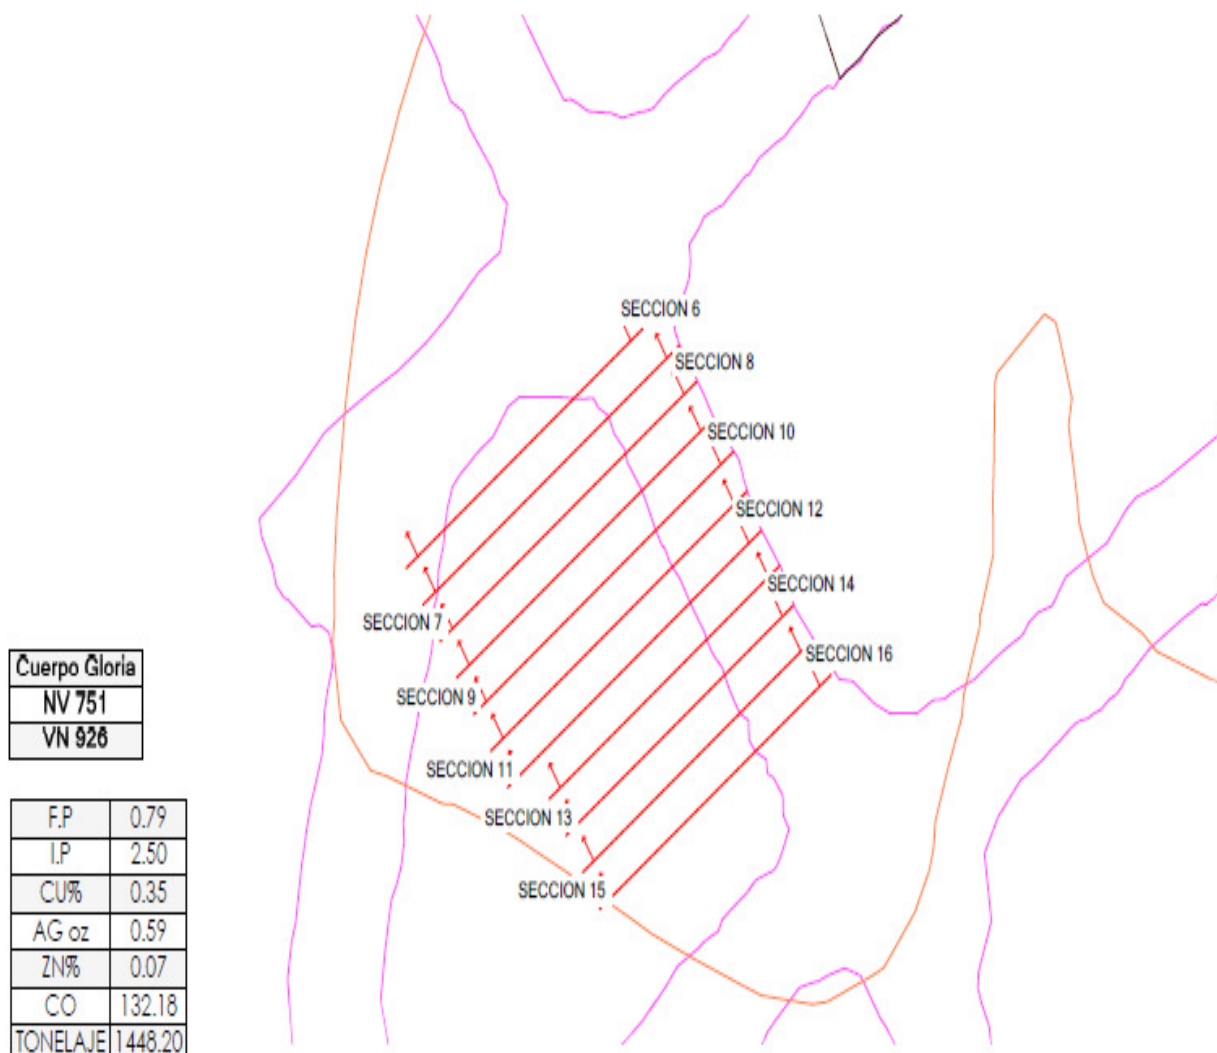 SECCION 6
SECCION 8
SECCION 10
SECCION 12
SECCION 14
SECCION 7
SECCION 16
SECCION 9
SECCION 11
SECCION 13
SECCION 15
Cuerpo Gloria
NV 751
VN 926
F.P 0.79
I.P 2.50
CU% 0.35
AG oz 0.59
ZN% 0.07
CO 132.18
TONELAJE 1448.20